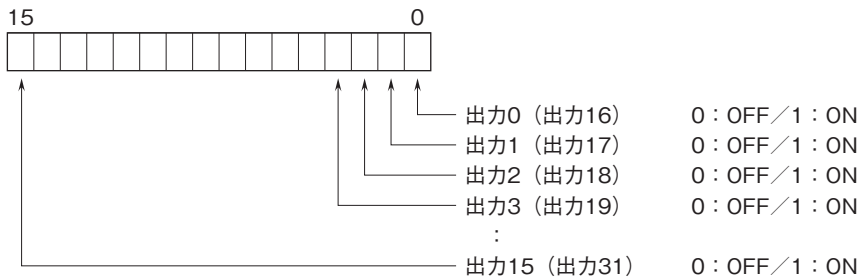 15 0
出力0（出力16） 0：OFF／1：ON
出力1（出力17） 0：OFF／1：ON
出力2（出力18） 0：OFF／1：ON
出力3（出力19） 0：OFF／1：ON
：
出力15（出力31） 0：OFF／1：ON